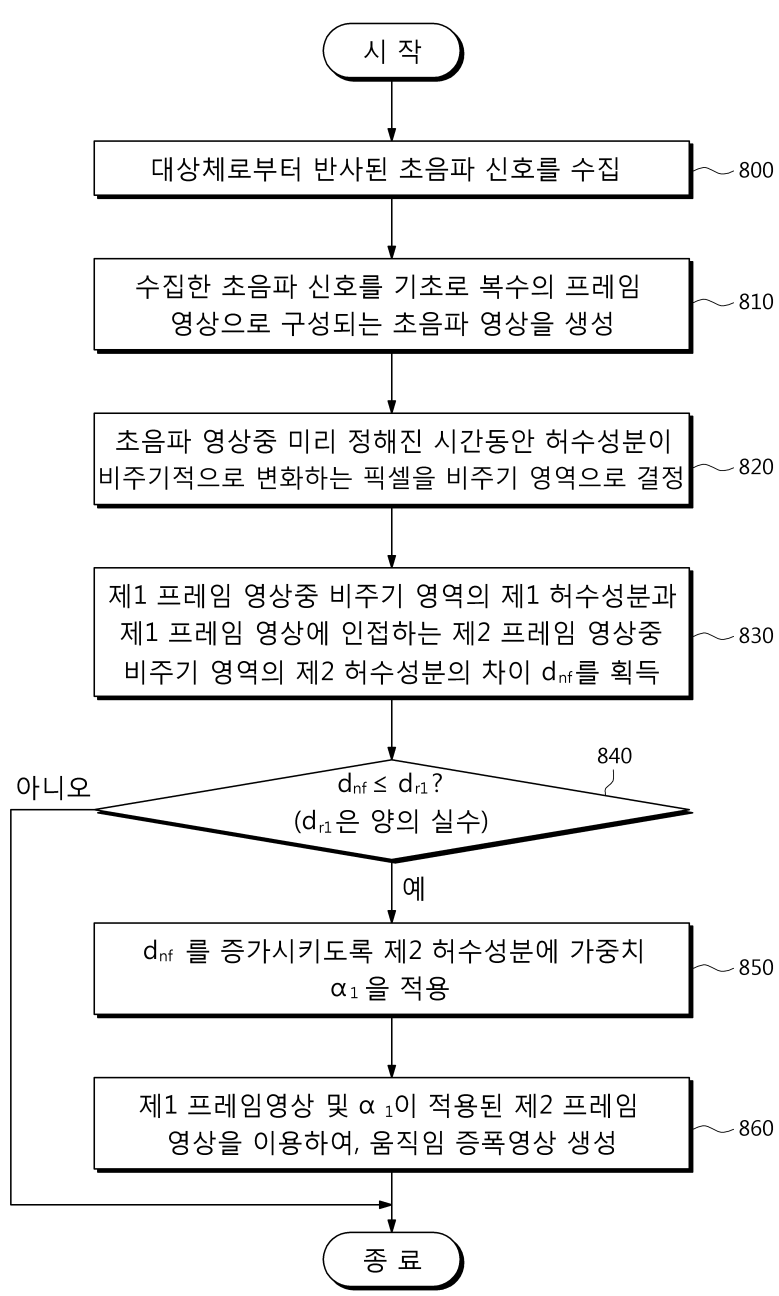 시 작
대상체로부터 반사된 초음파 신호를 수집
800
수집한 초음파 신호를 기초로 복수의 프레임
영상으로 구성되는 초음파 영상을 생성
810
초음파 영상중 미리 정해진 시간동안 허수성분이
비주기적으로 변화하는 픽셀을 비주기 영역으로 결정
820
제1 프레임 영상중 비주기 영역의 제1 허수성분과
제1 프레임 영상에 인접하는 제2 프레임 영상중
비주기 영역의 제2 허수성분의 차이 dnf를 획득
830
840
아니오
dnf ≤ dr1?
(dr1은 양의 실수)
예
dnf 를 증가시키도록 제2 허수성분에 가중치
α1 을 적용
850
제1 프레임영상 및 α 1이 적용된 제2 프레임
영상을 이용하여, 움직임 증폭영상 생성
860
종 료